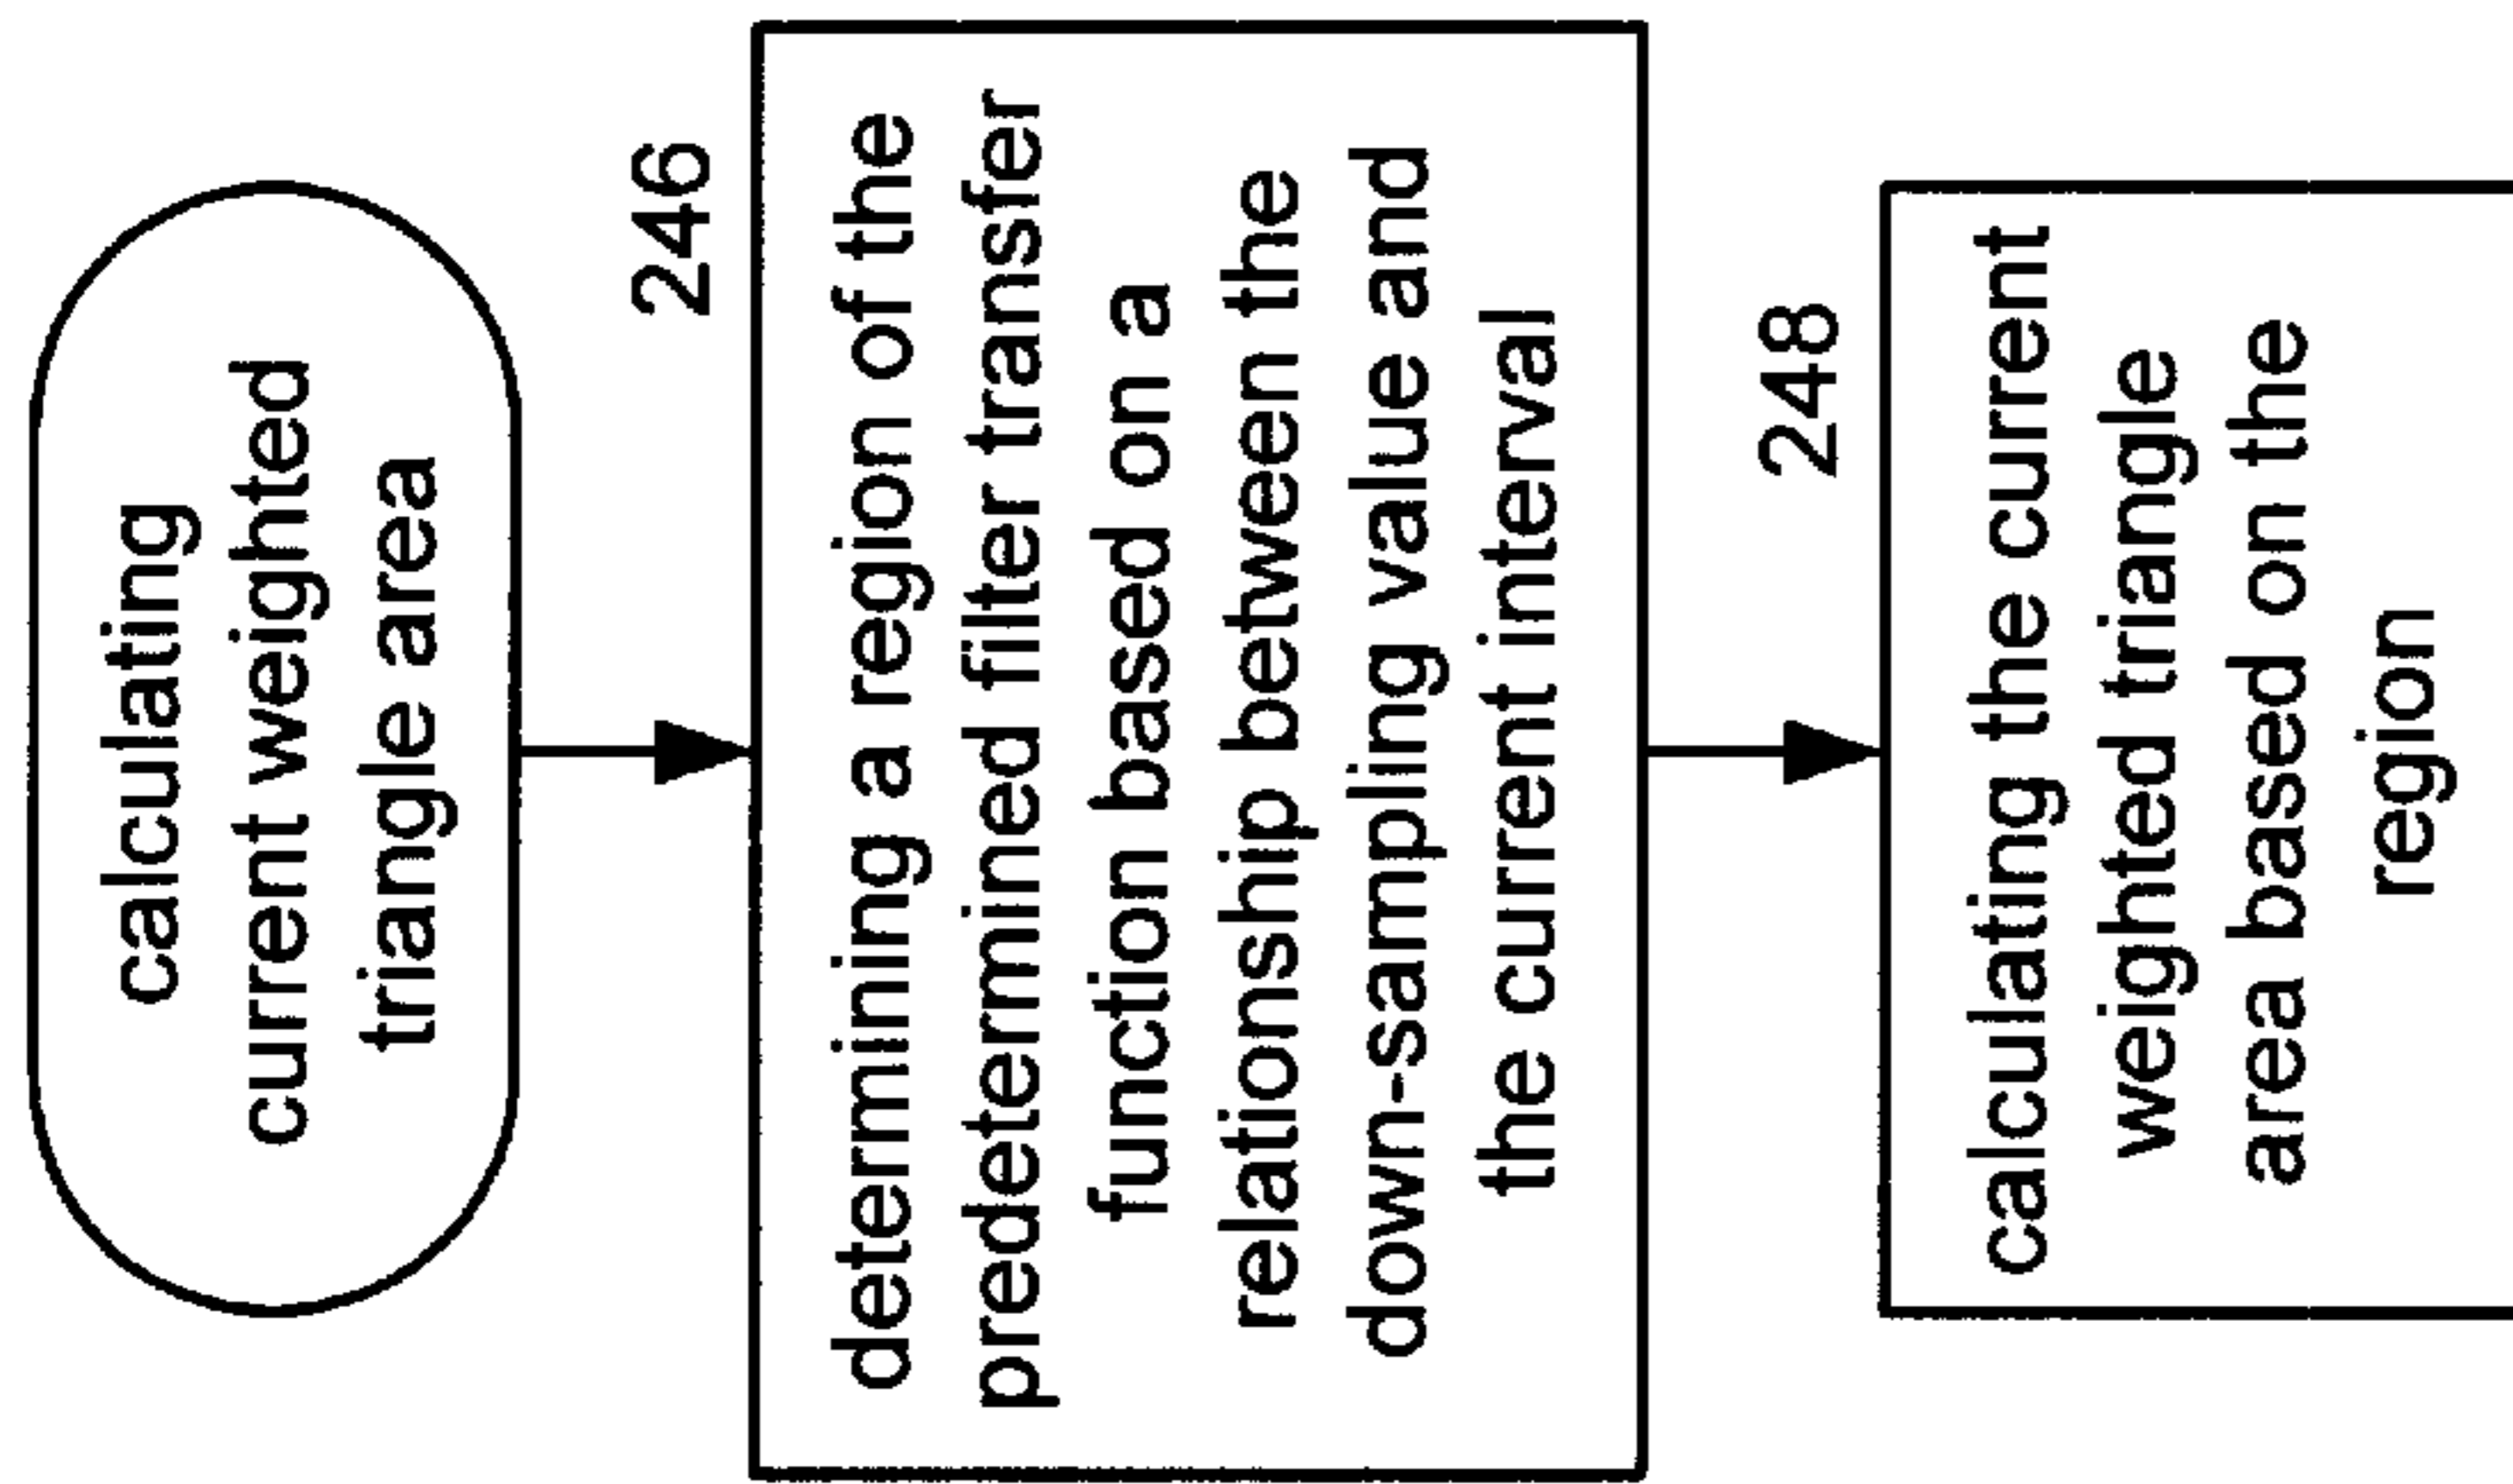 calculating
current weighted
triangle area
246
determining a region of the
predetermined filter transfer
function based on a
relationship between the
down-sampling value and
the current interval
248
calculating the current
weighted triangle
area based on the
region